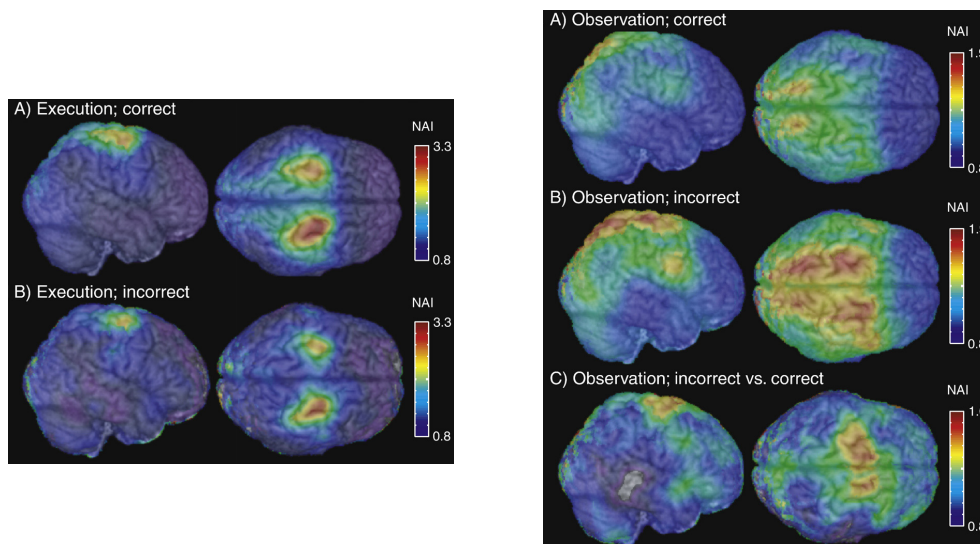 A) Execution; correct
NAI
3.3
0.8
B) Execution; incorrect
NAI
3.3
0.8
A) Observation; correct
NAI
B) Observation; incorrect
NAI
C) Observation; incorrect vs. correct
NAI